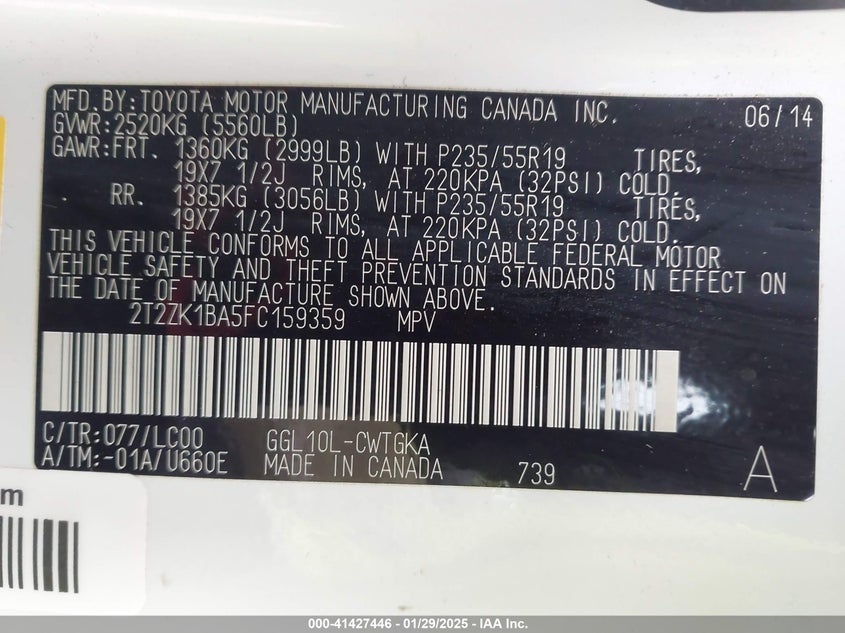 MFD.BY:TOYOTA MOTOR MANUFACTURING CANADA INC. 06/14
GVWR:2520KG (5560LB)
GAWR:FRT. 1360KG (2999LB) WITH P235/55R19 TIRES,
19X7 1/2J RIMS, AT 220KPA (32PSI) COLD.
. RR. 1385KG (3056LB) WITH P235/55R19 TIRES,
19X7 1/2J RIMS, AT 220KPA (32PSI) COLD.
THIS VEHICLE CONFORMS TO ALL APPLICABLE FEDERAL MOTOR
VEHICLE SAFETY AND THEFT PREVENTION STANDARDS IN EFFECT ON
THE DATE OF MANUFACTURE SHOWN ABOVE.
2T2ZK1BA5FC159359 MPV
C/TR:077/LC00 GGL10L-CWTGKA
A/TM:-01A/U660E MADE IN CANADA 739 A
m
000-41427446 - 01/29/2025 - IAA Inc.